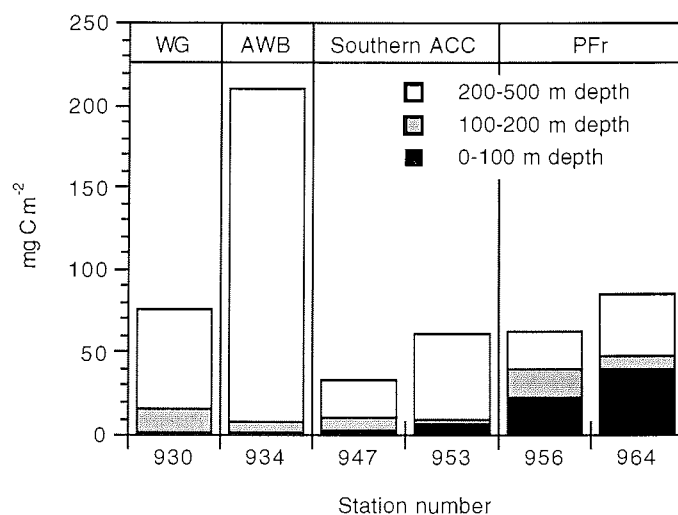 250
WG AWB Southern ACC PFr
200-500 m depth
200
100-200 m depth
0-100 m depth
150
mg C m-2
100
50
0
930 934 947 953 956 964
Station number